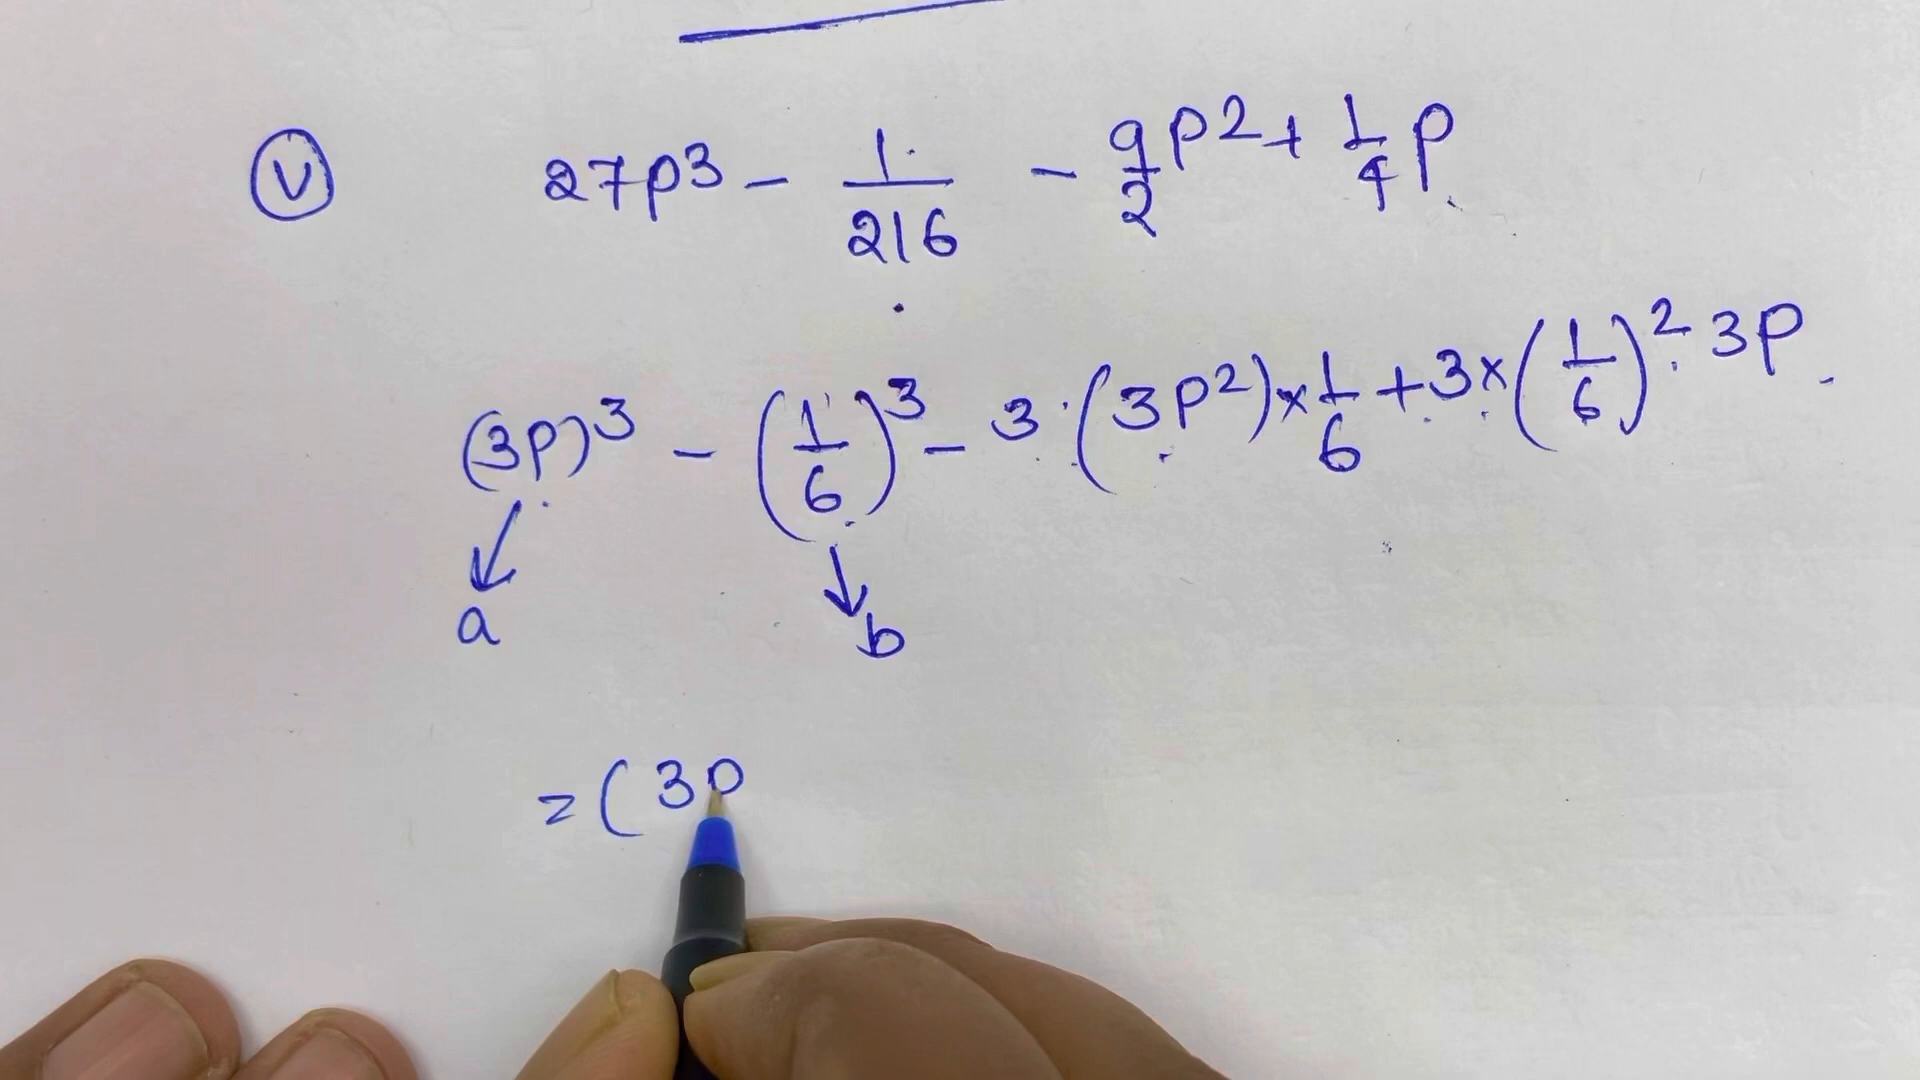 (V) 27p³ - 1/216 - 9/2 p² + 1/4 p
(3p)³ - (1/6)³ - 3·(3p²)×1/6 + 3×(1/6)² 3p
a b
= (3p